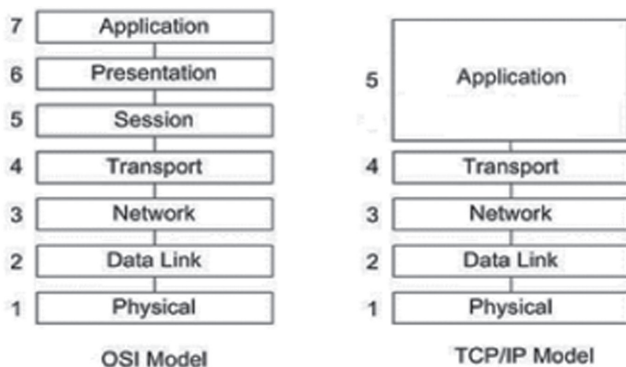 7 Application
6 Presentation
5 Session
4 Transport
3 Network
2 Data Link
1 Physical
OSI Model
5 Application
4 Transport
3 Network
2 Data Link
1 Physical
TCP/IP Model